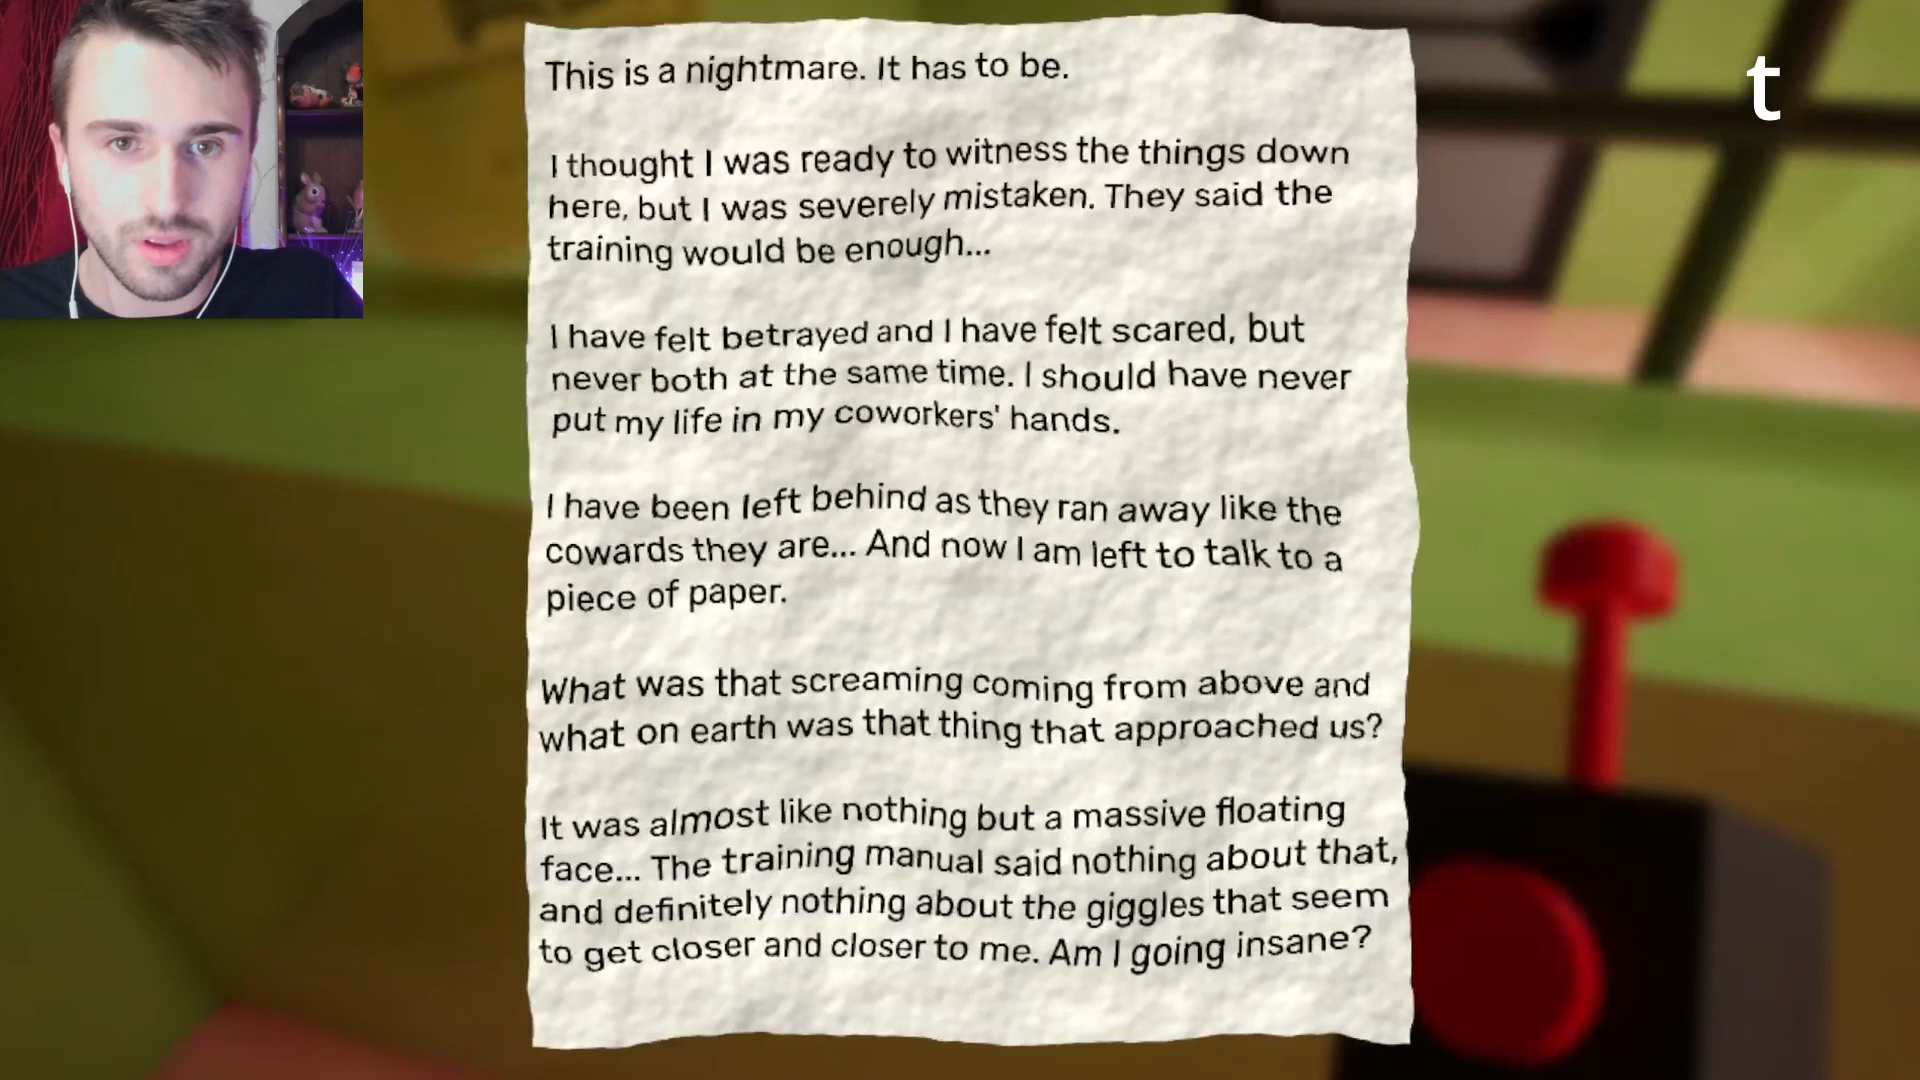 t
This is a nightmare. It has to be.
I thought I was ready to witness the things down
here, but I was severely mistaken. They said the
training would be enough...
I have felt betrayed and I have felt scared, but
never both at the same time. I should have never
put my life in my coworkers' hands.
I have been left behind as they ran away like the
cowards they are... And now I am left to talk to a
piece of paper.
What was that screaming coming from above and
what on earth was that thing that approached us?
It was almost like nothing but a massive floating
face... The training manual said nothing about that,
and definitely nothing about the giggles that seem
to get closer and closer to me. Am I going insane?